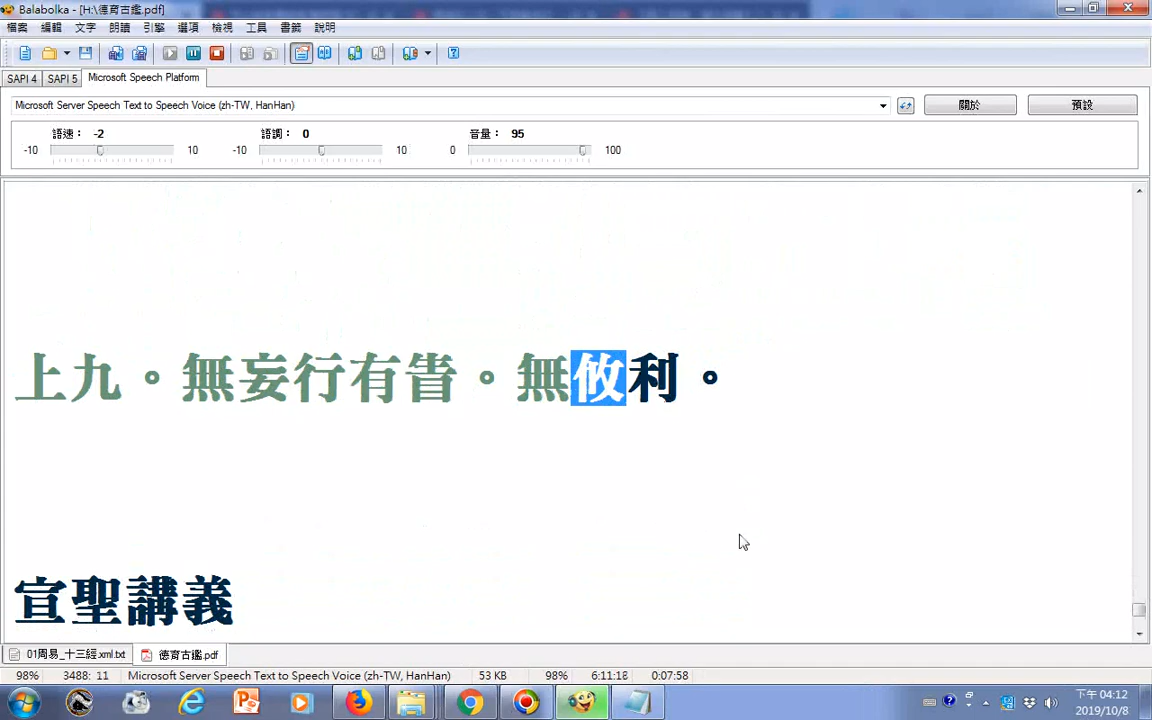 Balabolka - [H:\德育古鑑.pdf]
檔案 編輯 文字 朗讀 引擎 選項 檢視 工具 書籤 說明
SAPI 4 SAPI 5 Microsoft Speech Platform
Microsoft Server Speech Text to Speech Voice (zh-TW, HanHan) 關於 預設
語速： -2 語調： 0 音量： 95
-10 10 -10 10 0 100
上九。無妄行有眚。無攸利。
宣聖講義
01周易_十三經.xml.txt 德育古鑑.pdf
98% 3488: 11 Microsoft Server Speech Text to Speech Voice (zh-TW, HanHan) 53 KB 98% 6:11:18 0:07:58
下午 04:12
2019/10/8